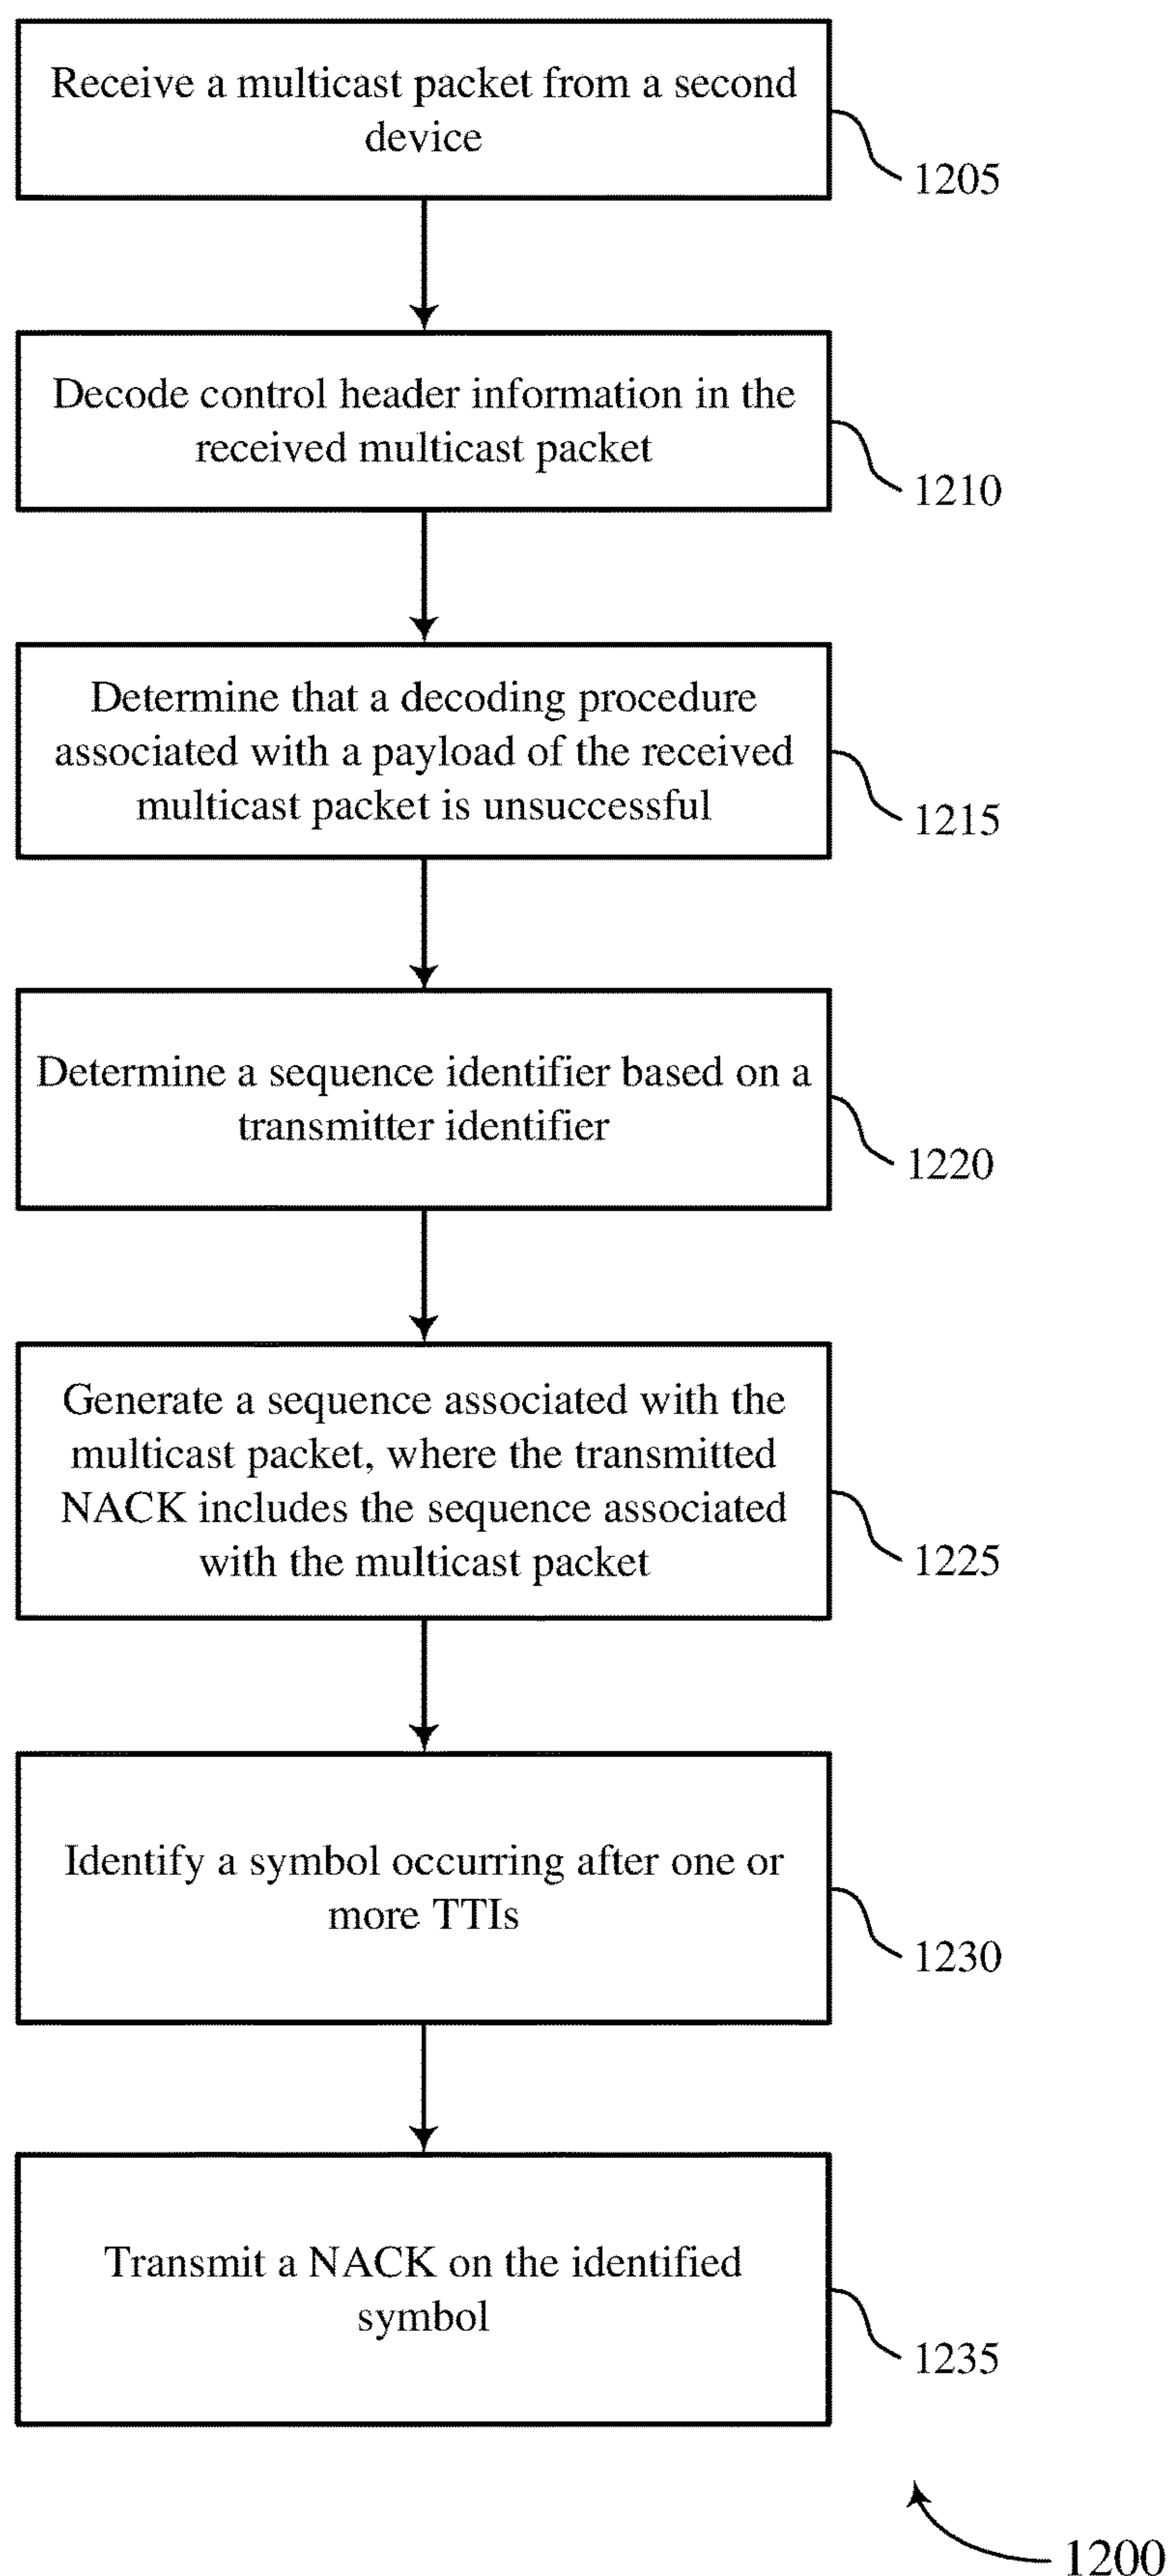 Receive a multicast packet from a second
device
1205
Decode control header information in the
received multicast packet
1210
Determine that a decoding procedure
associated with a payload of the received
multicast packet is unsuccessful
1215
Determine a sequence identifier based on a
transmitter identifier
1220
Generate a sequence associated with the
multicast packet, where the transmitted
NACK includes the sequence associated
with the multicast packet
1225
Identify a symbol occurring after one or
more TTIs
1230
Transmit a NACK on the identified
symbol
1235
1200